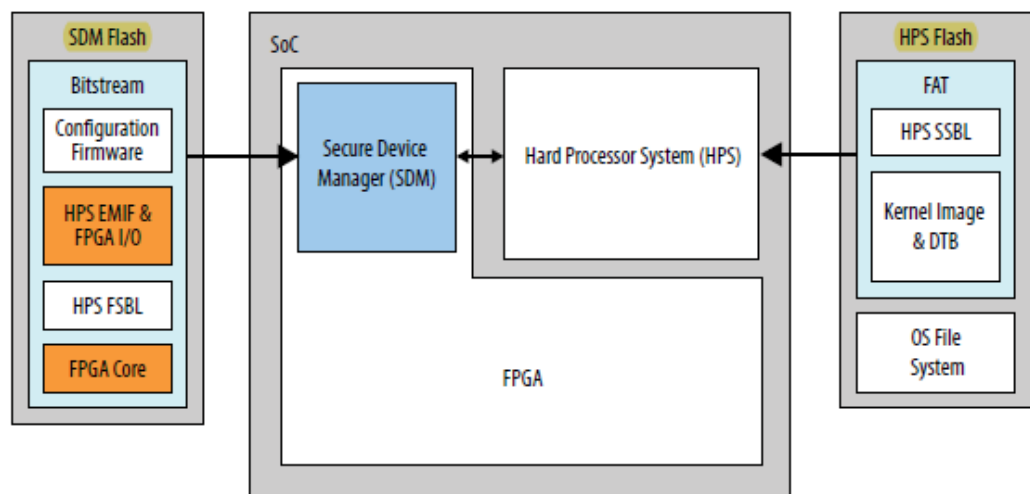 SDM Flash
Bitstream
Configuration
Firmware
HPS EMIF &
FPGA I/O
HPS FSBL
FPGA Core
SoC
Secure Device
Manager (SDM)
Hard Processor System (HPS)
FPGA
HPS Flash
FAT
HPS SSBL
Kernel Image
& DTB
OS File
System